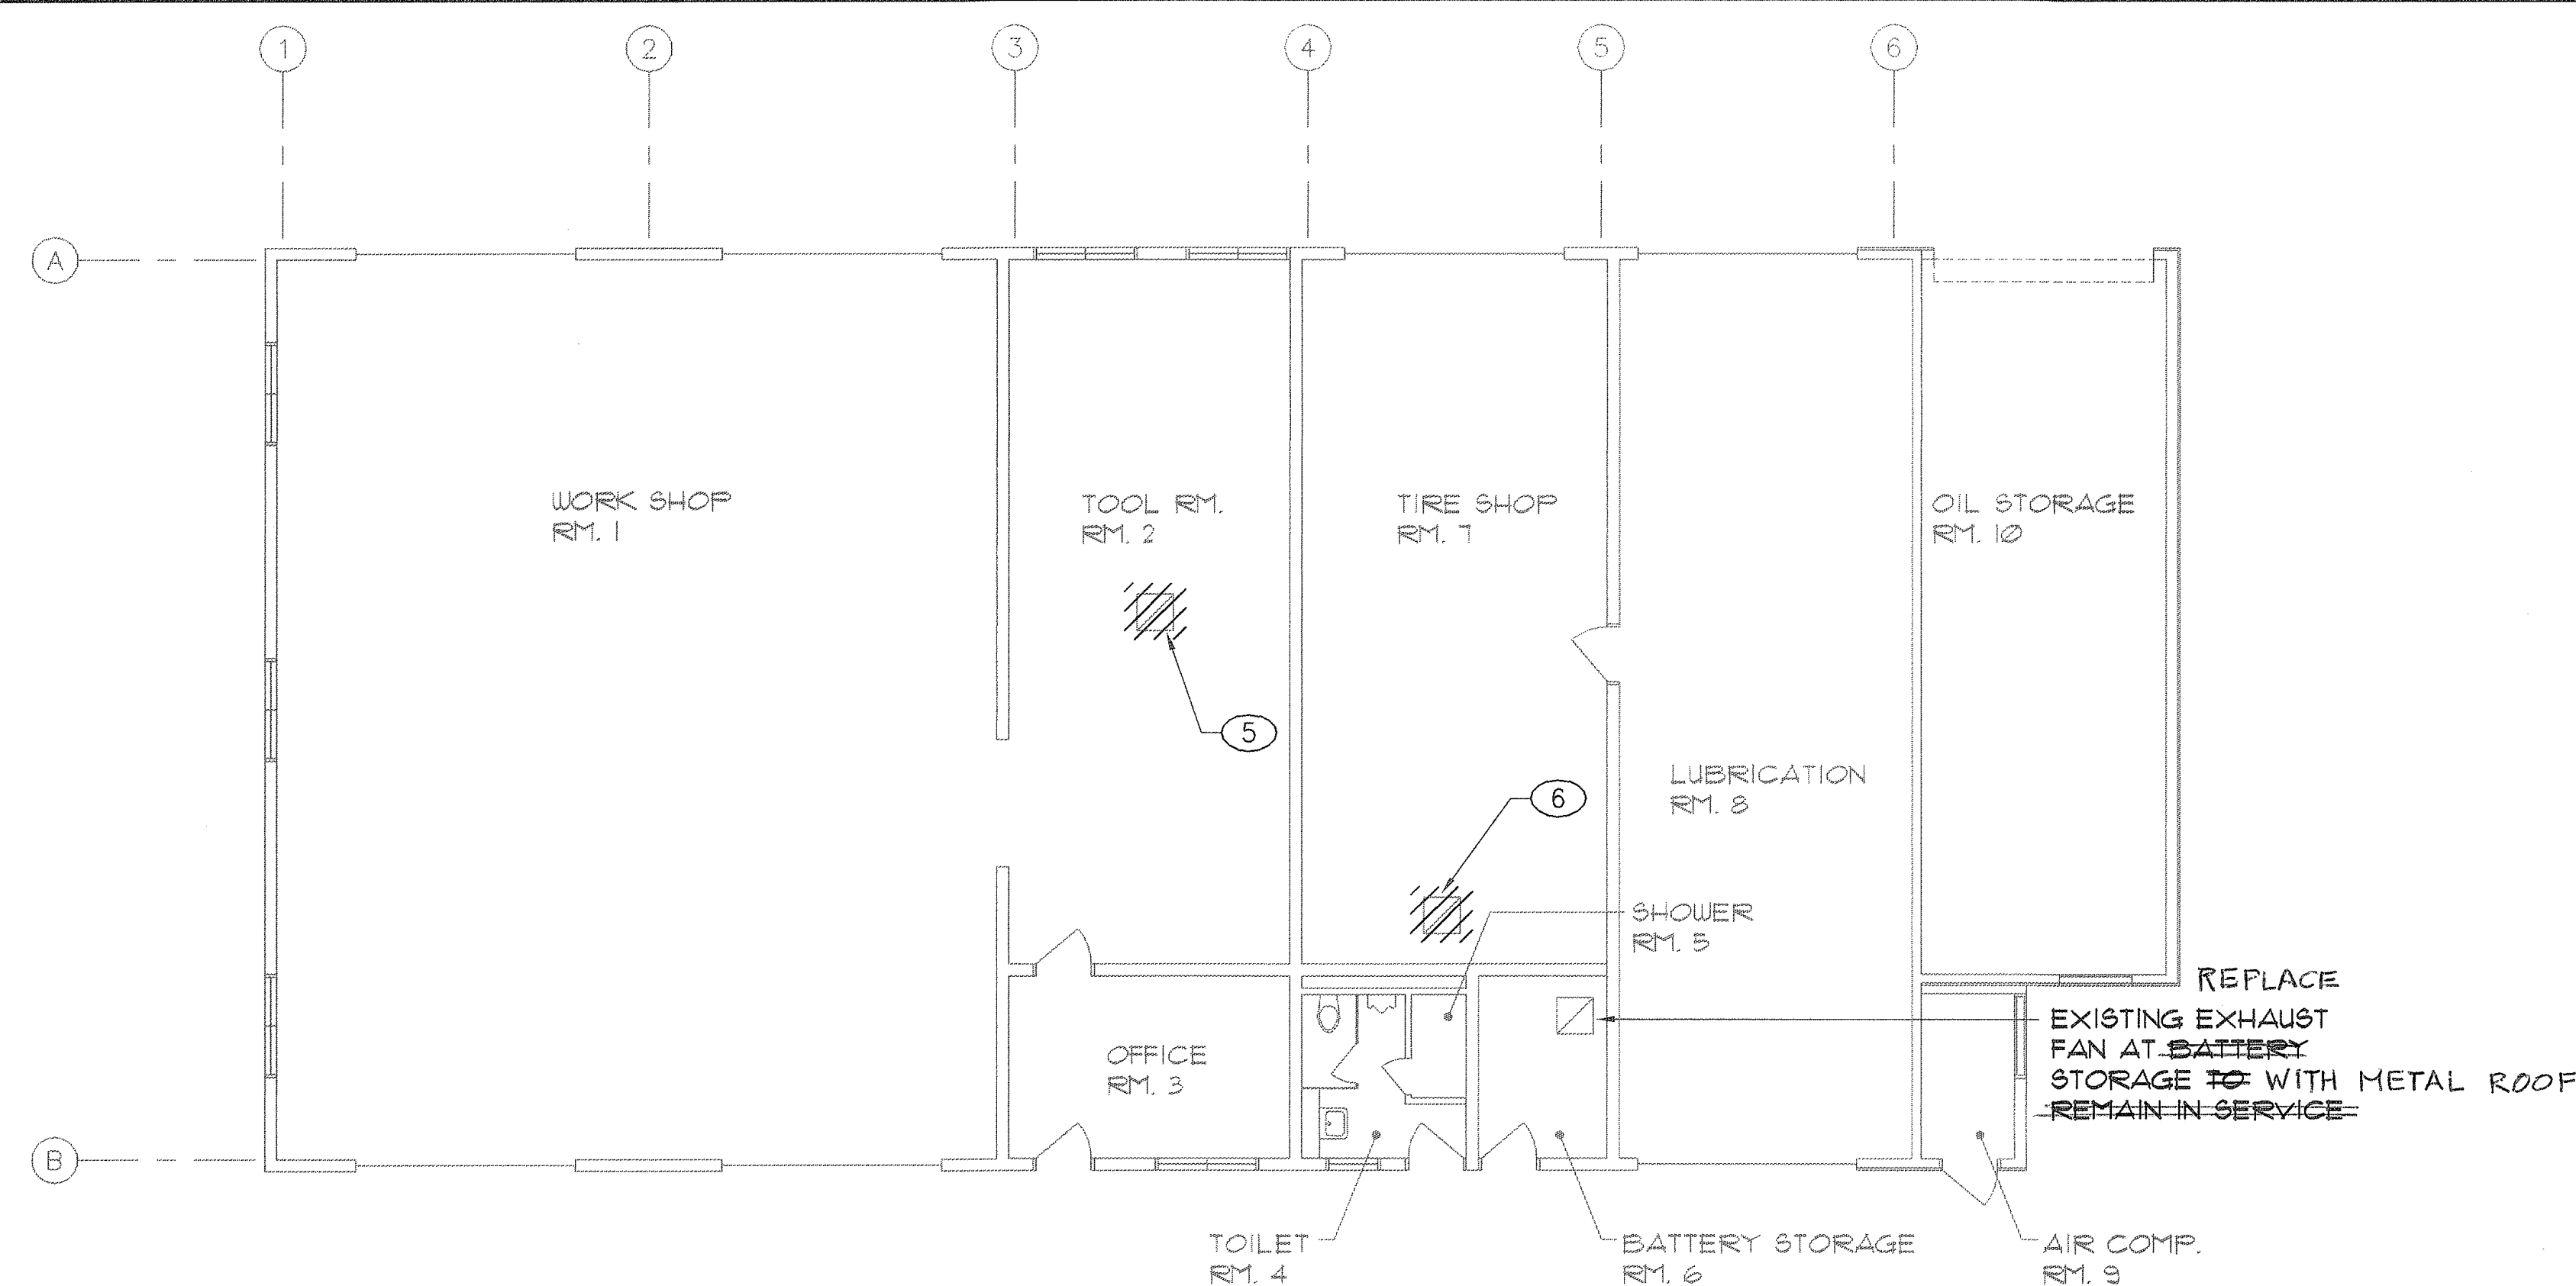 1
2
3
4
5
6
A
WORK SHOP
RM. 1
TOOL RM.
RM. 2
TIRE SHOP
RM. 7
OIL STORAGE
RM. 10
5
6
LUBRICATION
RM. 8
SHOWER
RM. 5
REPLACE
EXISTING EXHAUST
FAN AT BATTERY
STORAGE TO WITH METAL ROOF
REMAIN IN SERVICE
OFFICE
RM. 3
B
TOILET
RM. 4
BATTERY STORAGE
RM. 6
AIR COMP.
RM. 9